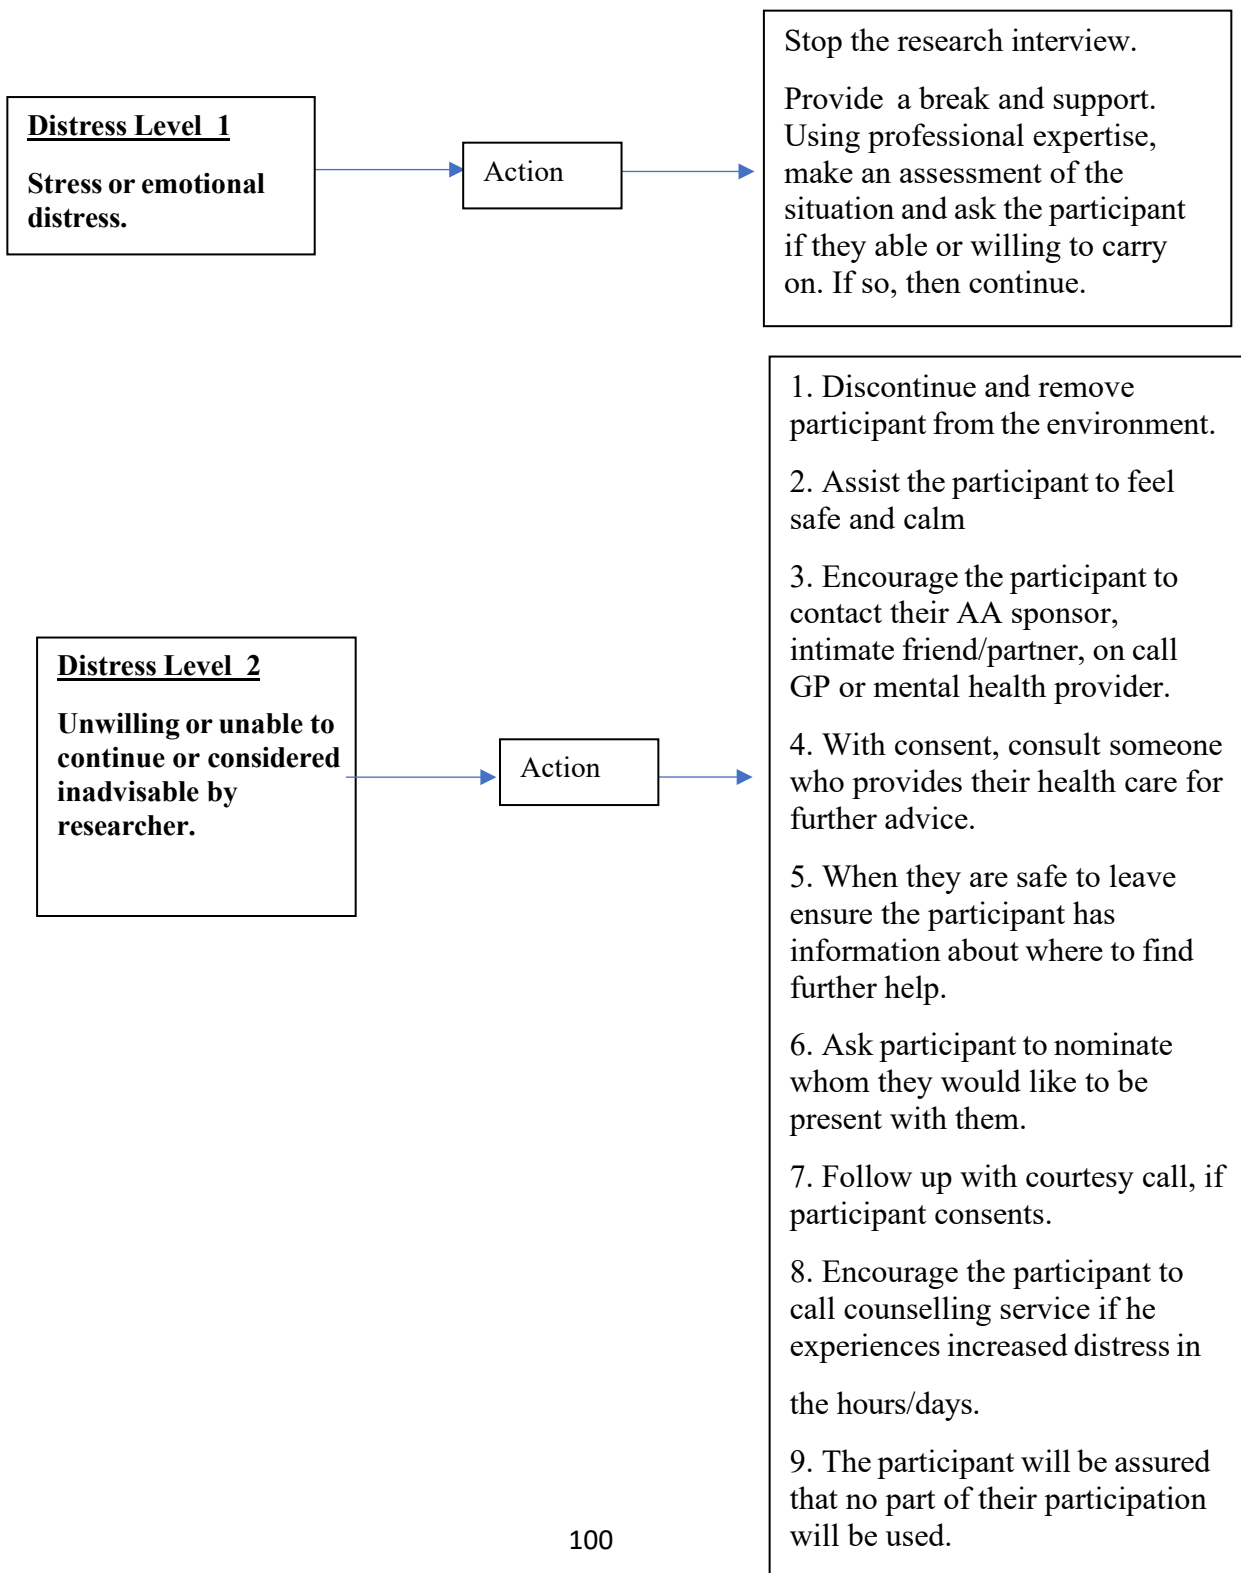 Distress Level 1
Stress or emotional
distress.
Action
Stop the research interview.
Provide a break and support.
Using professional expertise,
make an assessment of the
situation and ask the participant
if they able or willing to carry
on. If so, then continue.
Distress Level 2
Unwilling or unable to
continue or considered
inadvisable by
researcher.
Action
1. Discontinue and remove
participant from the environment.
2. Assist the participant to feel
safe and calm
3. Encourage the participant to
contact their AA sponsor,
intimate friend/partner, on call
GP or mental health provider.
4. With consent, consult someone
who provides their health care for
further advice.
5. When they are safe to leave
ensure the participant has
information about where to find
further help.
6. Ask participant to nominate
whom they would like to be
present with them.
7. Follow up with courtesy call, if
participant consents.
8. Encourage the participant to
call counselling service if he
experiences increased distress in
the hours/days.
9. The participant will be assured
that no part of their participation
will be used.
100